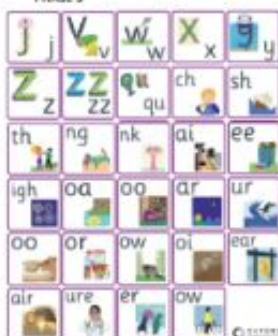 j j V v W w X x y y
Z z zz zz qu qu ch sh
th ng nk ai ee
igh oa oo ar ur
oo or ow oi ear
air ure er ow